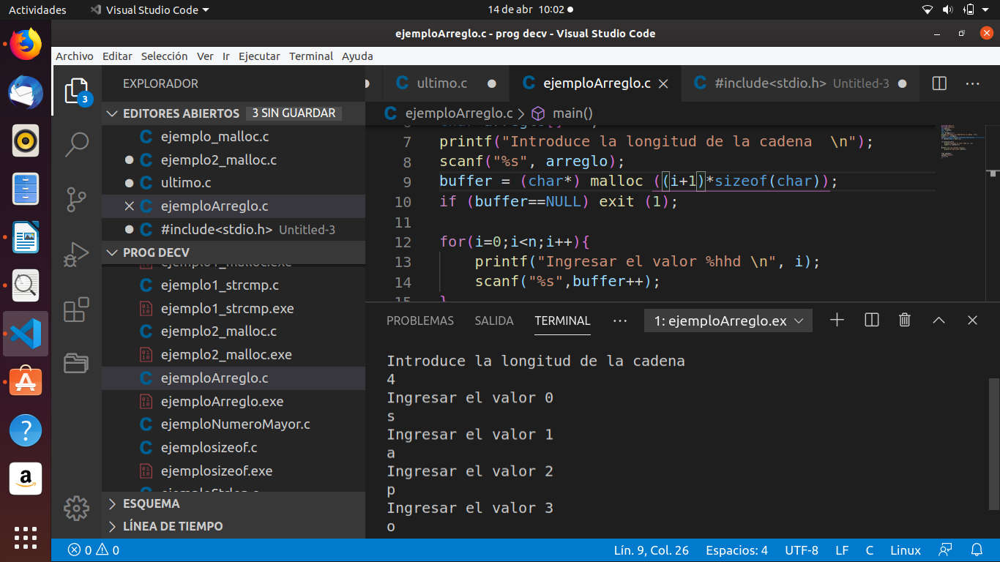 Actividades Visual Studio Code 14 de abr 10:02
ejemploArreglo.c - prog decv - Visual Studio Code
Archivo Editar Selección Ver Ir Ejecutar Terminal Ayuda
3
EXPLORADOR
EDITORES ABIERTOS 3 SIN GUARDAR
ejemplo_malloc.c
ejemplo2_malloc.c
ultimo.c
ejemploArreglo.c
#include<stdio.h> Untitled-3
PROG DECV
ejemplo1_malloc.exe
ejemplo1_strcmp.c
ejemplo1_strcmp.exe
ejemplo2_malloc.c
ejemplo2_malloc.exe
ejemploArreglo.c
ejemploArreglo.exe
ejemploNumeroMayor.c
ejemplosizeof.c
ejemplosizeof.exe
ESQUEMA
LÍNEA DE TIEMPO
ultimo.c ejemploArreglo.c #include<stdio.h> Untitled-3
ejemploArreglo.c main()
7 printf("Introduce la longitud de la cadena  \n");
8 scanf("%s", arreglo);
9 buffer = (char*) malloc ((i+1)*sizeof(char));
10 if (buffer==NULL) exit (1);
11
12 for(i=0;i<n;i++){
13     printf("Ingresar el valor %hhd \n", i);
14     scanf("%s",buffer++);
15 }
PROBLEMAS SALIDA TERMINAL ··· 1: ejemploArreglo.ex
Introduce la longitud de la cadena
4
Ingresar el valor 0
s
Ingresar el valor 1
a
Ingresar el valor 2
p
Ingresar el valor 3
o
0 0 Lín. 9, Col. 26 Espacios: 4 UTF-8 LF C Linux